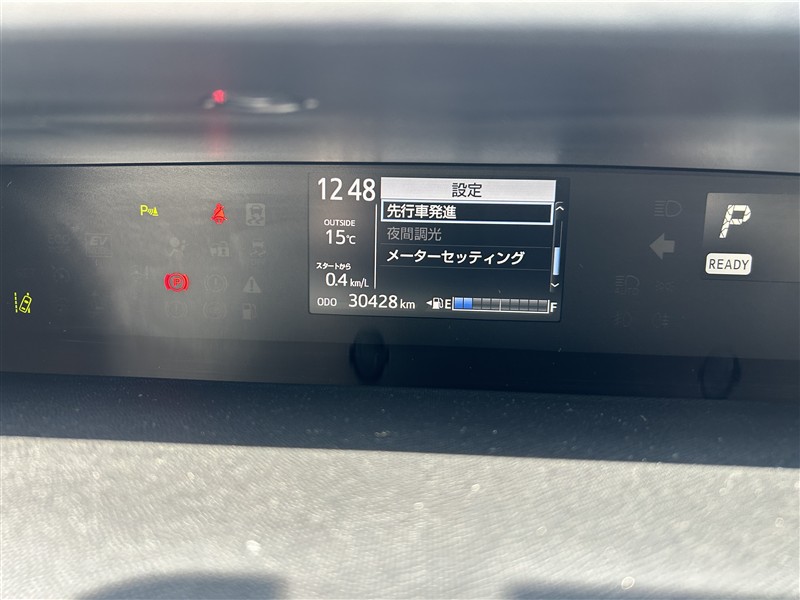 12 48
設定
先行車発進
夜間調光
メーターセッティング
OUTSIDE
15℃
スタートから
0.4 km/L
ODO 30428 km
E F
P
READY
P
P
EV